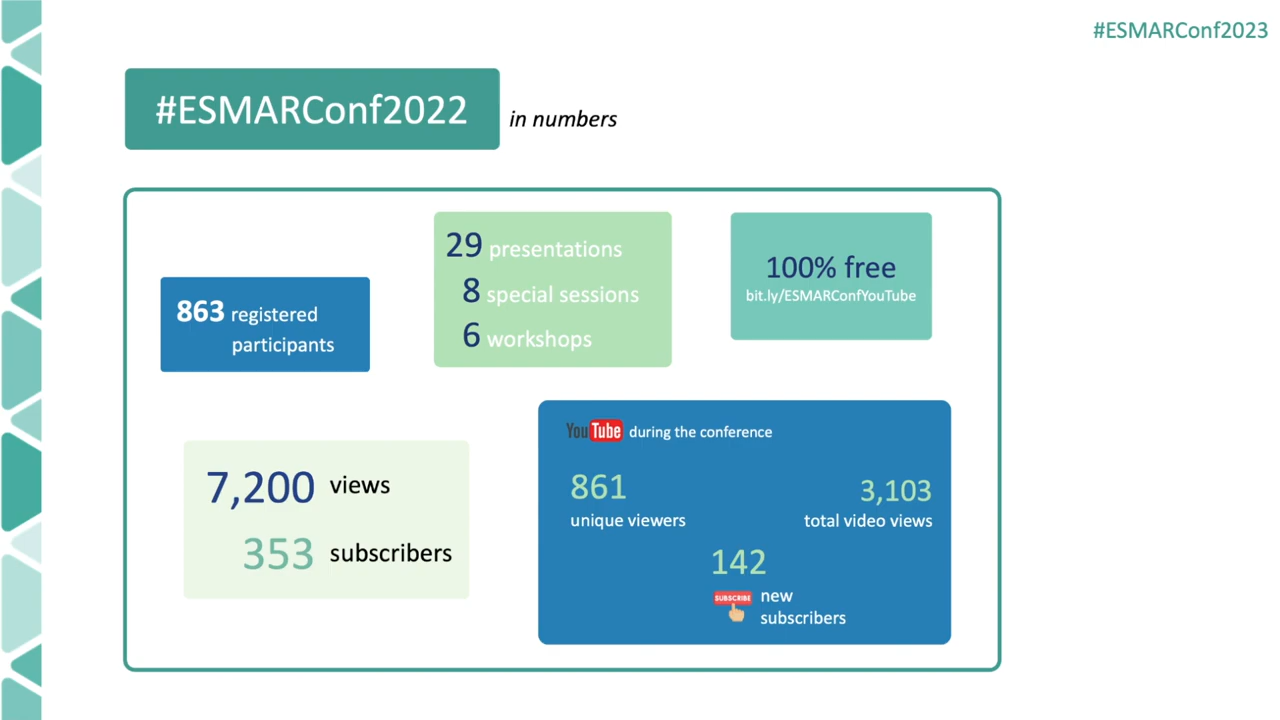 #ESMARConf2023
#ESMARConf2022 in numbers
863 registered
participants
29 presentations
8 special sessions
6 workshops
100% free
bit.ly/ESMARConfYouTube
7,200 views
353 subscribers
YouTube during the conference
861
unique viewers
3,103
total video views
142
SUBSCRIBE
new
subscribers